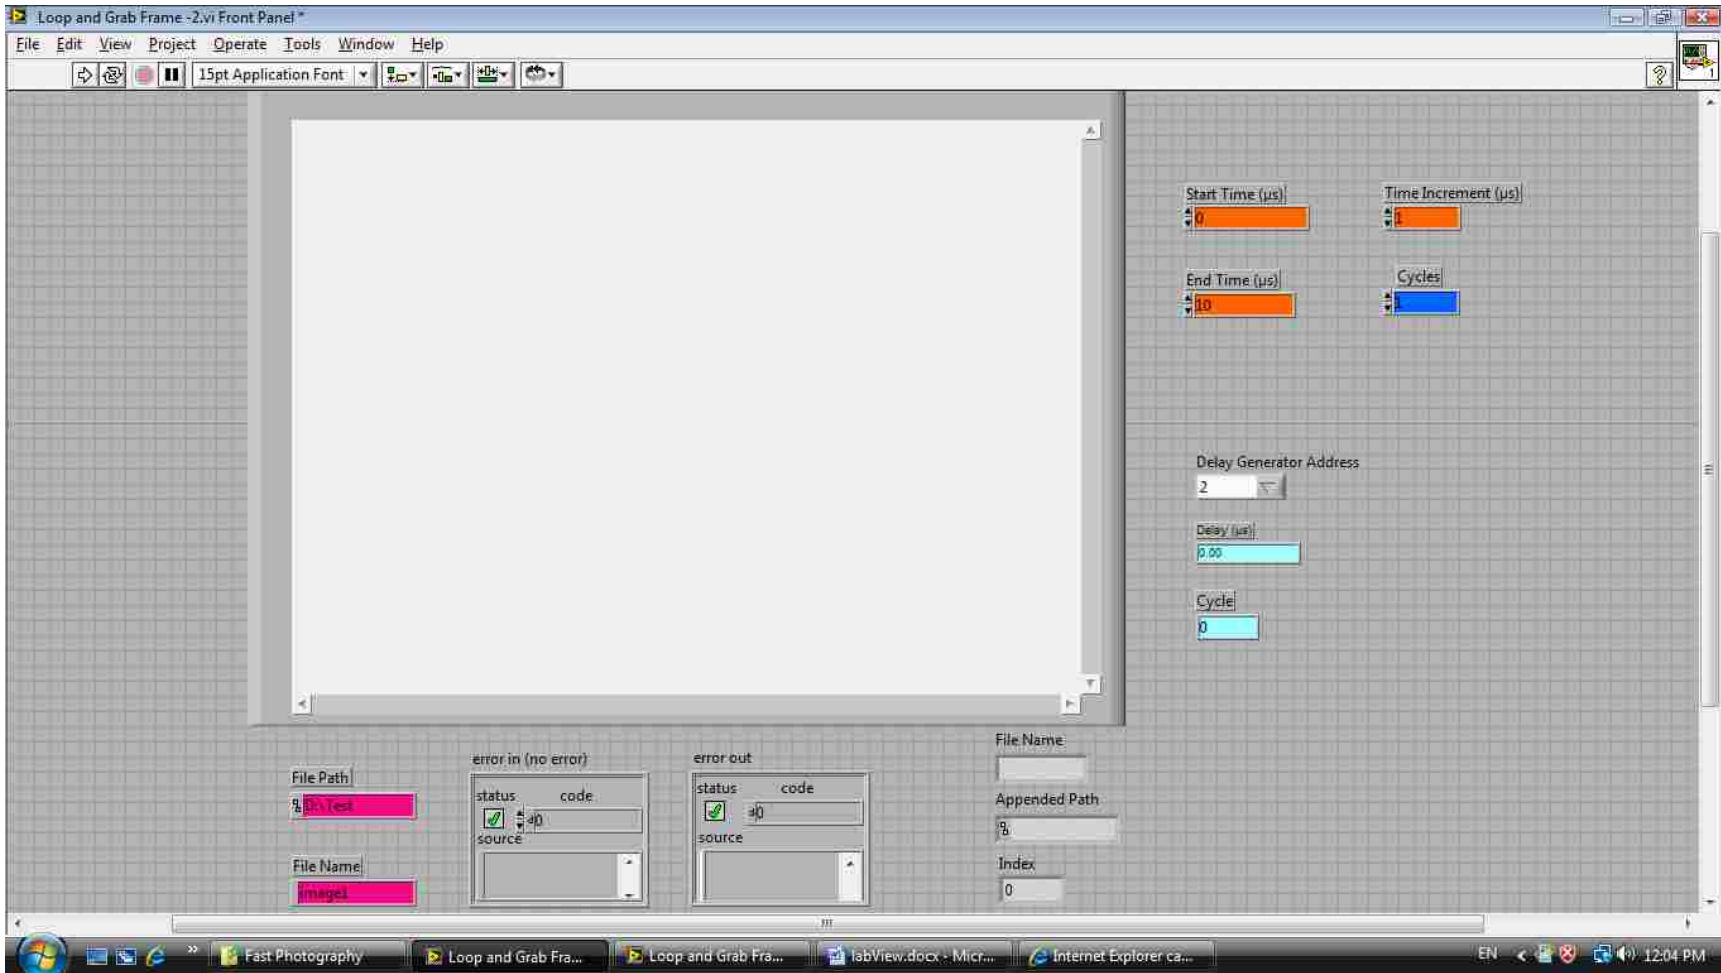 Loop and Grab Frame -2.vi Front Panel *
File Edit View Project Operate Tools Window Help
15pt Application Font
1
Start Time (µs)
0
Time Increment (µs)
1
End Time (µs)
10
Cycles
1
Delay Generator Address
2
Delay (µs)
0.00
Cycle
0
File Path
D:\Test
File Name
image1
error in (no error)
status code
d0
source
error out
status code
d0
source
File Name
Appended Path
Index
0
Fast Photography
Loop and Grab Fra...
Loop and Grab Fra...
labView.docx - Micr...
Internet Explorer ca...
EN
12:04 PM